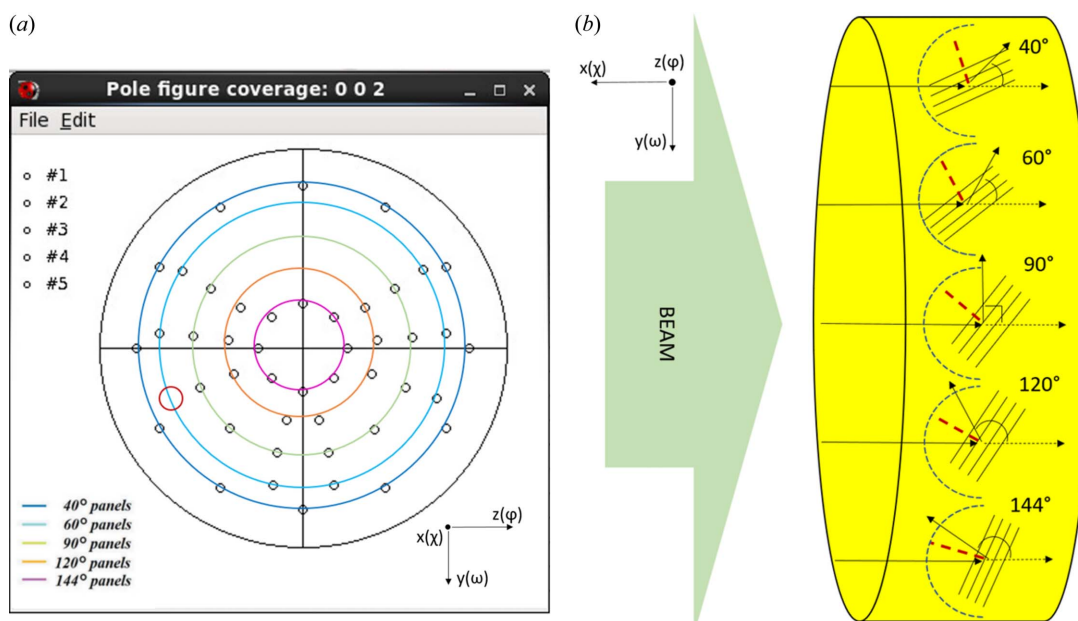 (a)
Pole figure coverage: 0 0 2
File Edit
#1
#2
#3
#4
#5
40° panels
60° panels
90° panels
120° panels
144° panels
x(χ)
z(φ)
y(ω)
(b)
x(χ)
z(φ)
y(ω)
BEAM
40°
60°
90°
120°
144°